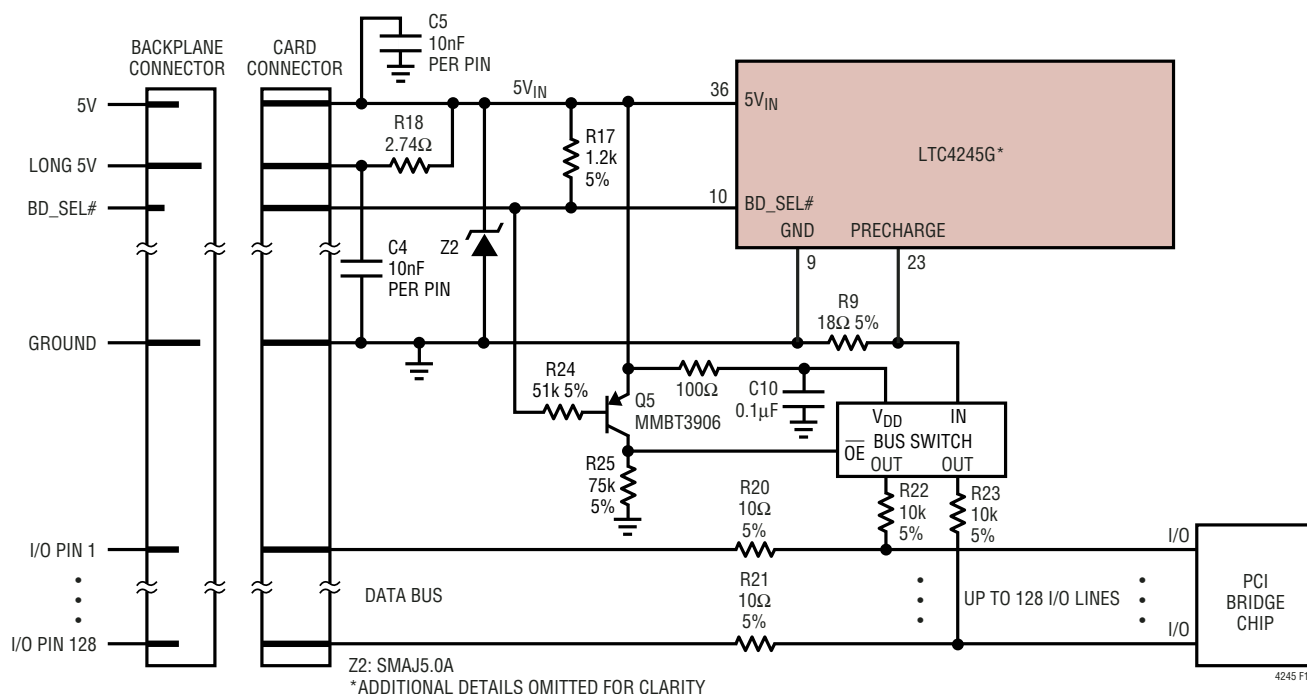 BACKPLANE
CONNECTOR
CARD
CONNECTOR
C5
10nF
PER PIN
5V
LONG 5V
BD_SEL#
GROUND
I/O PIN 1
I/O PIN 128
5VIN
R18
2.74Ω
R17
1.2k
5%
C4
10nF
PER PIN
Z2
36
5VIN
LTC4245G*
10
BD_SEL#
GND
PRECHARGE
9
23
R9
18Ω 5%
R24
51k 5%
Q5
MMBT3906
100Ω
C10
0.1µF
VDD
IN
BUS SWITCH
OE
OUT
OUT
R25
75k
5%
R22
10k
5%
R23
10k
5%
R20
10Ω
5%
R21
10Ω
5%
DATA BUS
UP TO 128 I/O LINES
I/O
I/O
PCI
BRIDGE
CHIP
Z2: SMAJ5.0A
*ADDITIONAL DETAILS OMITTED FOR CLARITY